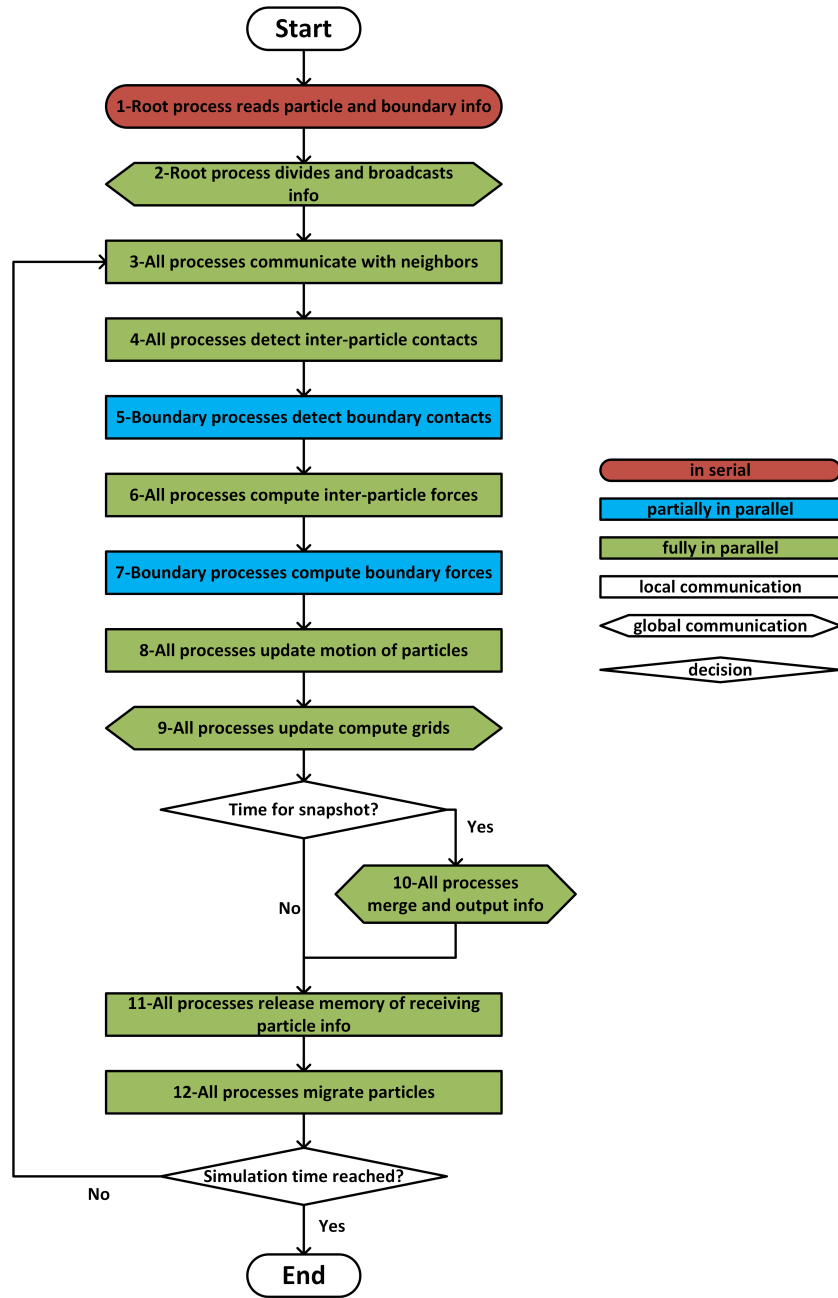 Start
1-Root process reads particle and boundary info
2-Root process divides and broadcasts
info
3-All processes communicate with neighbors
4-All processes detect inter-particle contacts
5-Boundary processes detect boundary contacts
6-All processes compute inter-particle forces
7-Boundary processes compute boundary forces
8-All processes update motion of particles
9-All processes update compute grids
Time for snapshot?
Yes
10-All processes
merge and output info
No
11-All processes release memory of receiving
particle info
12-All processes migrate particles
Simulation time reached?
No
Yes
End
in serial
partially in parallel
fully in parallel
local communication
global communication
decision